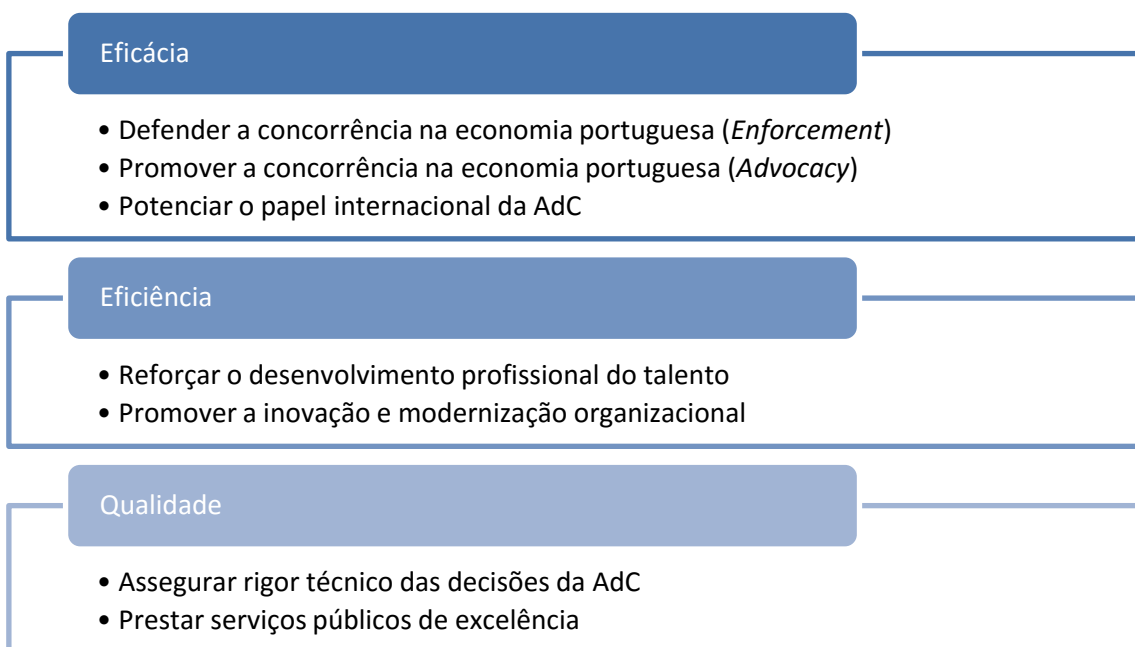 Eficácia
• Defender a concorrência na economia portuguesa (Enforcement)
• Promover a concorrência na economia portuguesa (Advocacy)
• Potenciar o papel internacional da AdC
Eficiência
• Reforçar o desenvolvimento profissional do talento
• Promover a inovação e modernização organizacional
Qualidade
• Assegurar rigor técnico das decisões da AdC
• Prestar serviços públicos de excelência